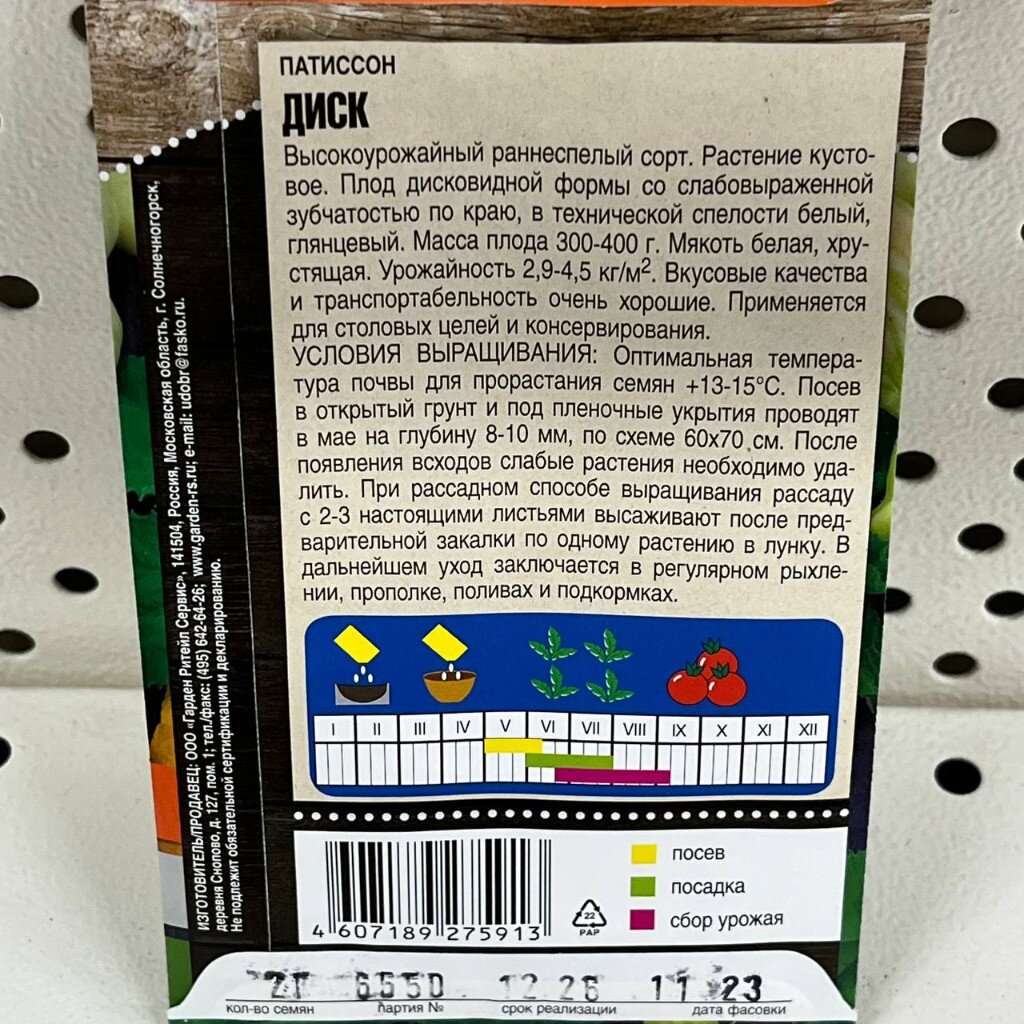 ПАТИССОН
ДИСК
Высокоурожайный раннеспелый сорт. Растение кусто-
вое. Плод дисковидной формы со слабовыраженной
зубчатостью по краю, в технической спелости белый,
глянцевый. Масса плода 300-400 г. Мякоть белая, хру-
стящая. Урожайность 2,9-4,5 кг/м². Вкусовые качества
и транспортабельность очень хорошие. Применяется
для столовых целей и консервирования.
УСЛОВИЯ ВЫРАЩИВАНИЯ: Оптимальная темпера-
тура почвы для прорастания семян +13-15°С. Посев
в открытый грунт и под пленочные укрытия проводят
в мае на глубину 8-10 мм, по схеме 60х70 см. После
появления всходов слабые растения необходимо уда-
лить. При рассадном способе выращивания рассаду
с 2-3 настоящими листьями высаживают после пред-
варительной закалки по одному растению в лунку. В
дальнейшем уход заключается в регулярном рыхле-
нии, прополке, поливах и подкормках.
I II III IV V VI VII VIII IX X XI XII
посев
посадка
сбор урожая
4 607189 275913
22
PAP
2Г 6550 12 26 11 23
кол-во семян партия № срок реализации дата фасовки
ИЗГОТОВИТЕЛЬ/ПРОДАВЕЦ: ООО «Гарден Ритейл Сервис», 141504, Россия, Московская область, г. Солнечногорск,
деревня Снопово, д. 127, пом. 1; тел./факс: (495) 642-64-26; www.garden-rs.ru; e-mail: udobr@fasko.ru.
Не подлежит обязательной сертификации и декларированию.